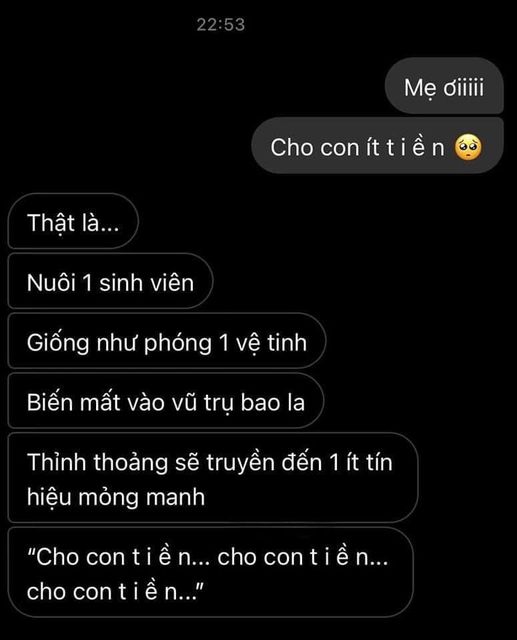 22:53
Mẹ ơiiiii
Cho con ít t i ề n 🥺
Thật là...
Nuôi 1 sinh viên
Giống như phóng 1 vệ tinh
Biến mất vào vũ trụ bao la
Thỉnh thoảng sẽ truyền đến 1 ít tín
hiệu mỏng manh
“Cho con t i ề n... cho con t i ề n...
cho con t i ề n...”